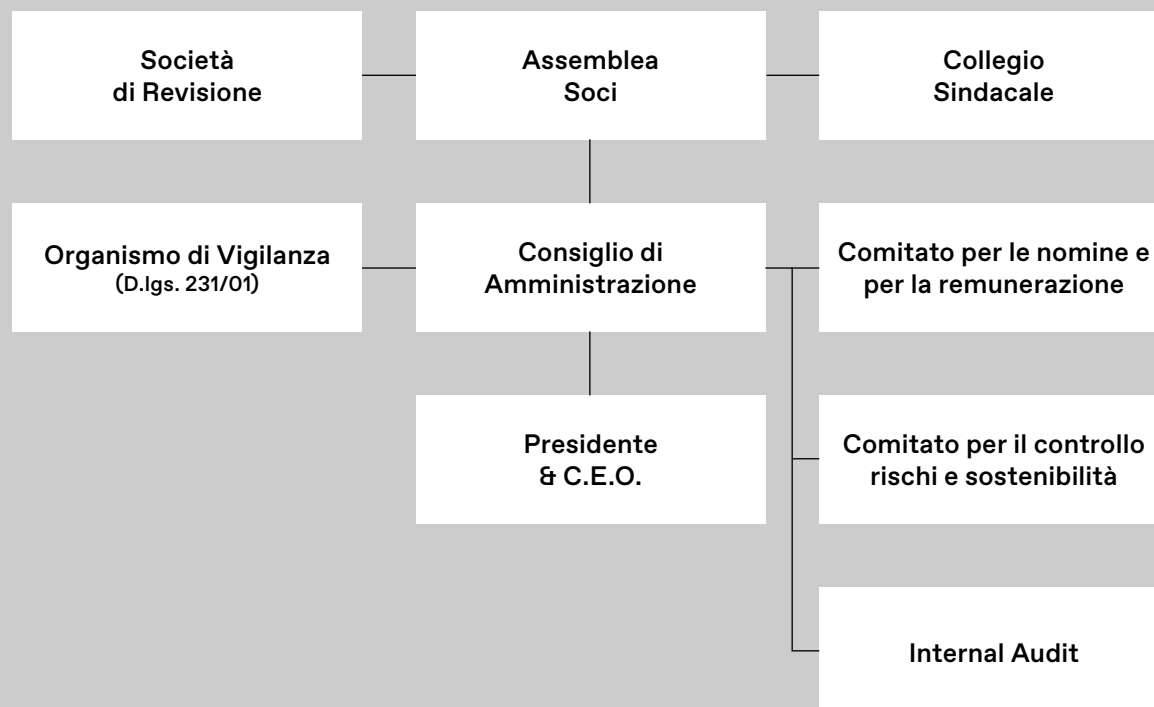 Società
di Revisione
Assemblea
Soci
Collegio
Sindacale
Organismo di Vigilanza
(D.lgs. 231/01)
Consiglio di
Amministrazione
Comitato per le nomine e
per la remunerazione
Presidente
& C.E.O.
Comitato per il controllo
rischi e sostenibilità
Internal Audit